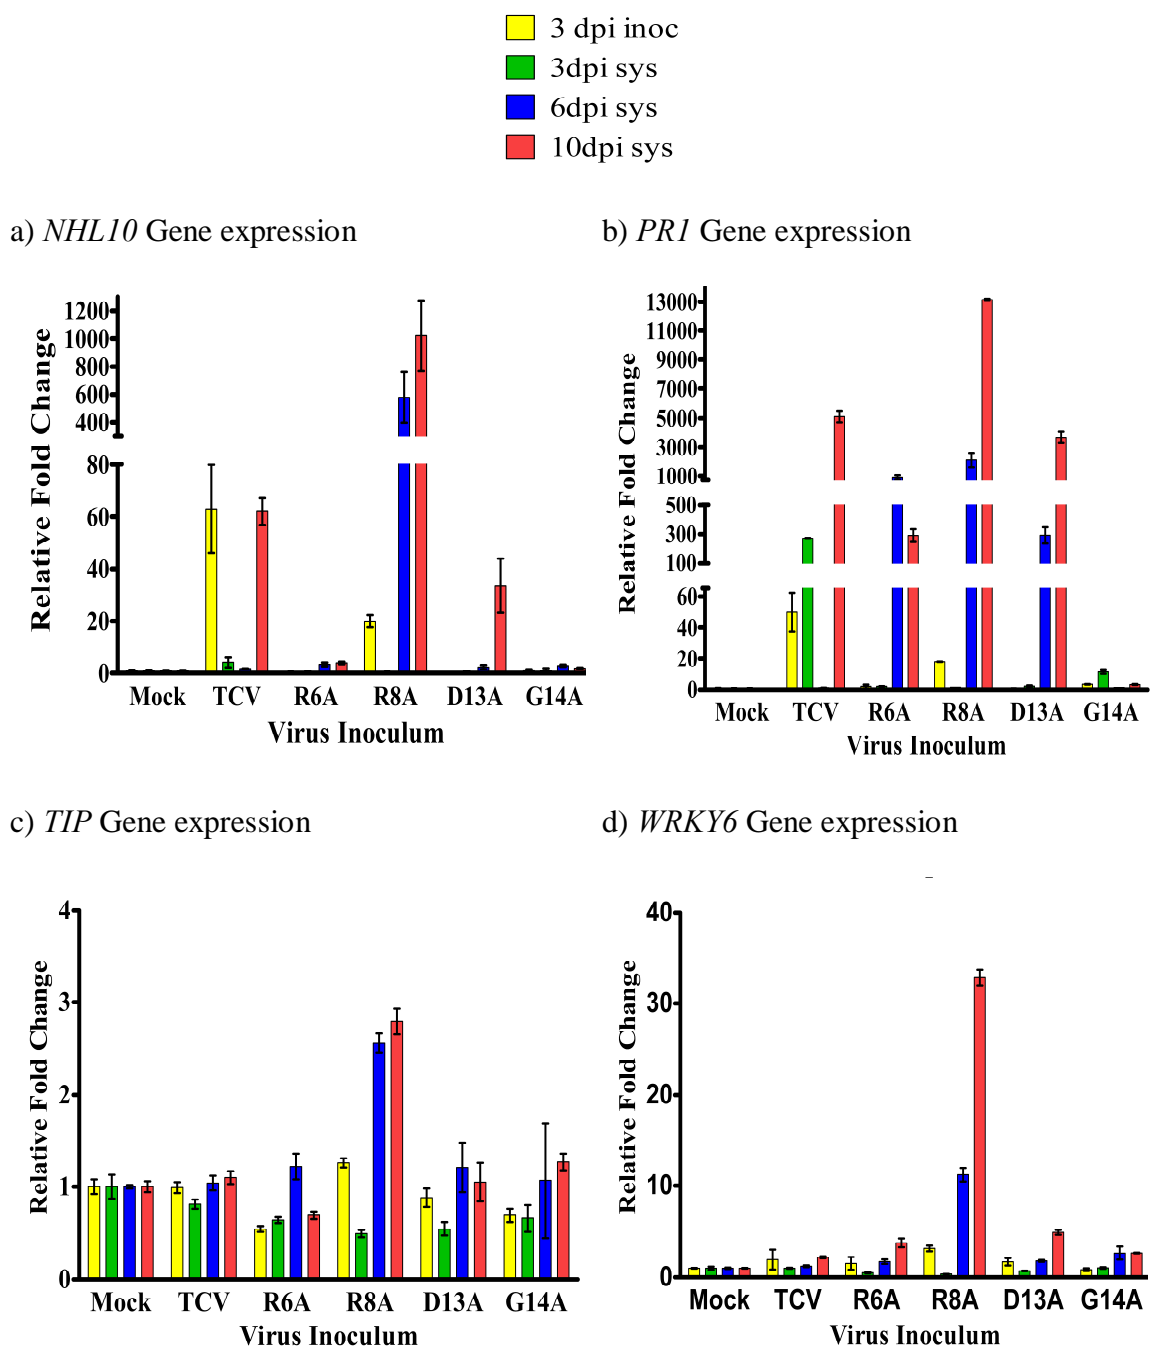 3 dpi inoc
3dpi sys
6dpi sys
10dpi sys
a) NHL10 Gene expression
b) PR1 Gene expression
Relative Fold Change
1200
1000
800
600
400
80
60
40
20
0
Mock TCV R6A R8A D13A G14A
Virus Inoculum
Relative Fold Change
13000
11000
9000
7000
5000
3000
1000
500
300
100
60
40
20
0
Mock TCV R6A R8A D13A G14A
Virus Inoculum
c) TIP Gene expression
d) WRKY6 Gene expression
Relative Fold Change
4
3
2
1
0
Mock TCV R6A R8A D13A G14A
Virus Inoculum
Relative Fold Change
40
30
20
10
0
Mock TCV R6A R8A D13A G14A
Virus Inoculum